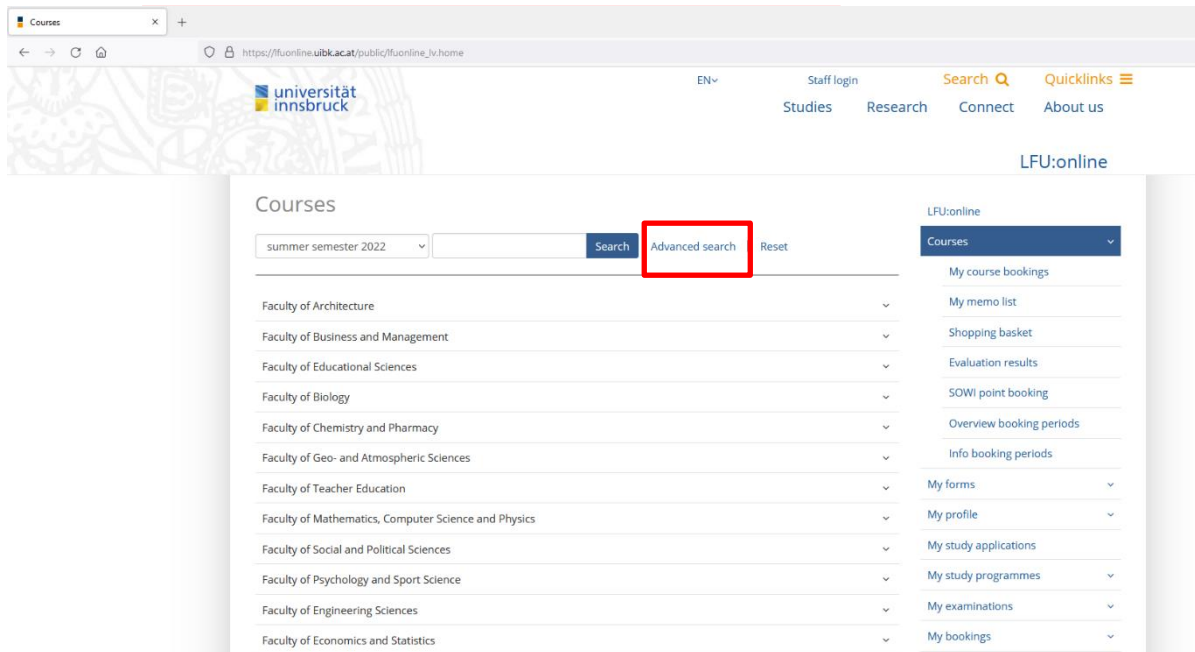 Courses
https://lfuonline.uibk.ac.at/public/lfuonline_lv.home
universität
innsbruck
EN
Staff login
Search
Quicklinks
Studies
Research
Connect
About us
LFU:online
Courses
summer semester 2022
Search
Advanced search
Reset
Faculty of Architecture
Faculty of Business and Management
Faculty of Educational Sciences
Faculty of Biology
Faculty of Chemistry and Pharmacy
Faculty of Geo- and Atmospheric Sciences
Faculty of Teacher Education
Faculty of Mathematics, Computer Science and Physics
Faculty of Social and Political Sciences
Faculty of Psychology and Sport Science
Faculty of Engineering Sciences
Faculty of Economics and Statistics
LFU:online
Courses
My course bookings
My memo list
Shopping basket
Evaluation results
SOWI point booking
Overview booking periods
Info booking periods
My forms
My profile
My study applications
My study programmes
My examinations
My bookings